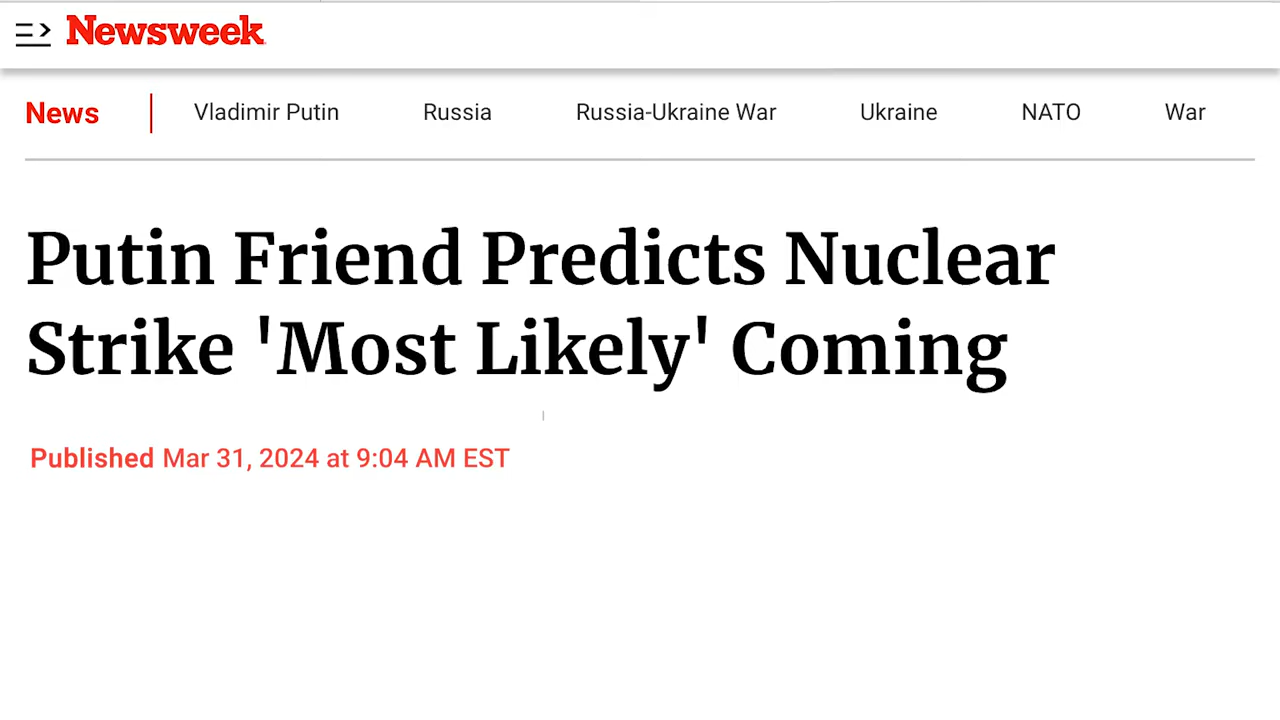 Newsweek
News Vladimir Putin Russia Russia-Ukraine War Ukraine NATO War
Putin Friend Predicts Nuclear
Strike 'Most Likely' Coming
Published Mar 31, 2024 at 9:04 AM EST